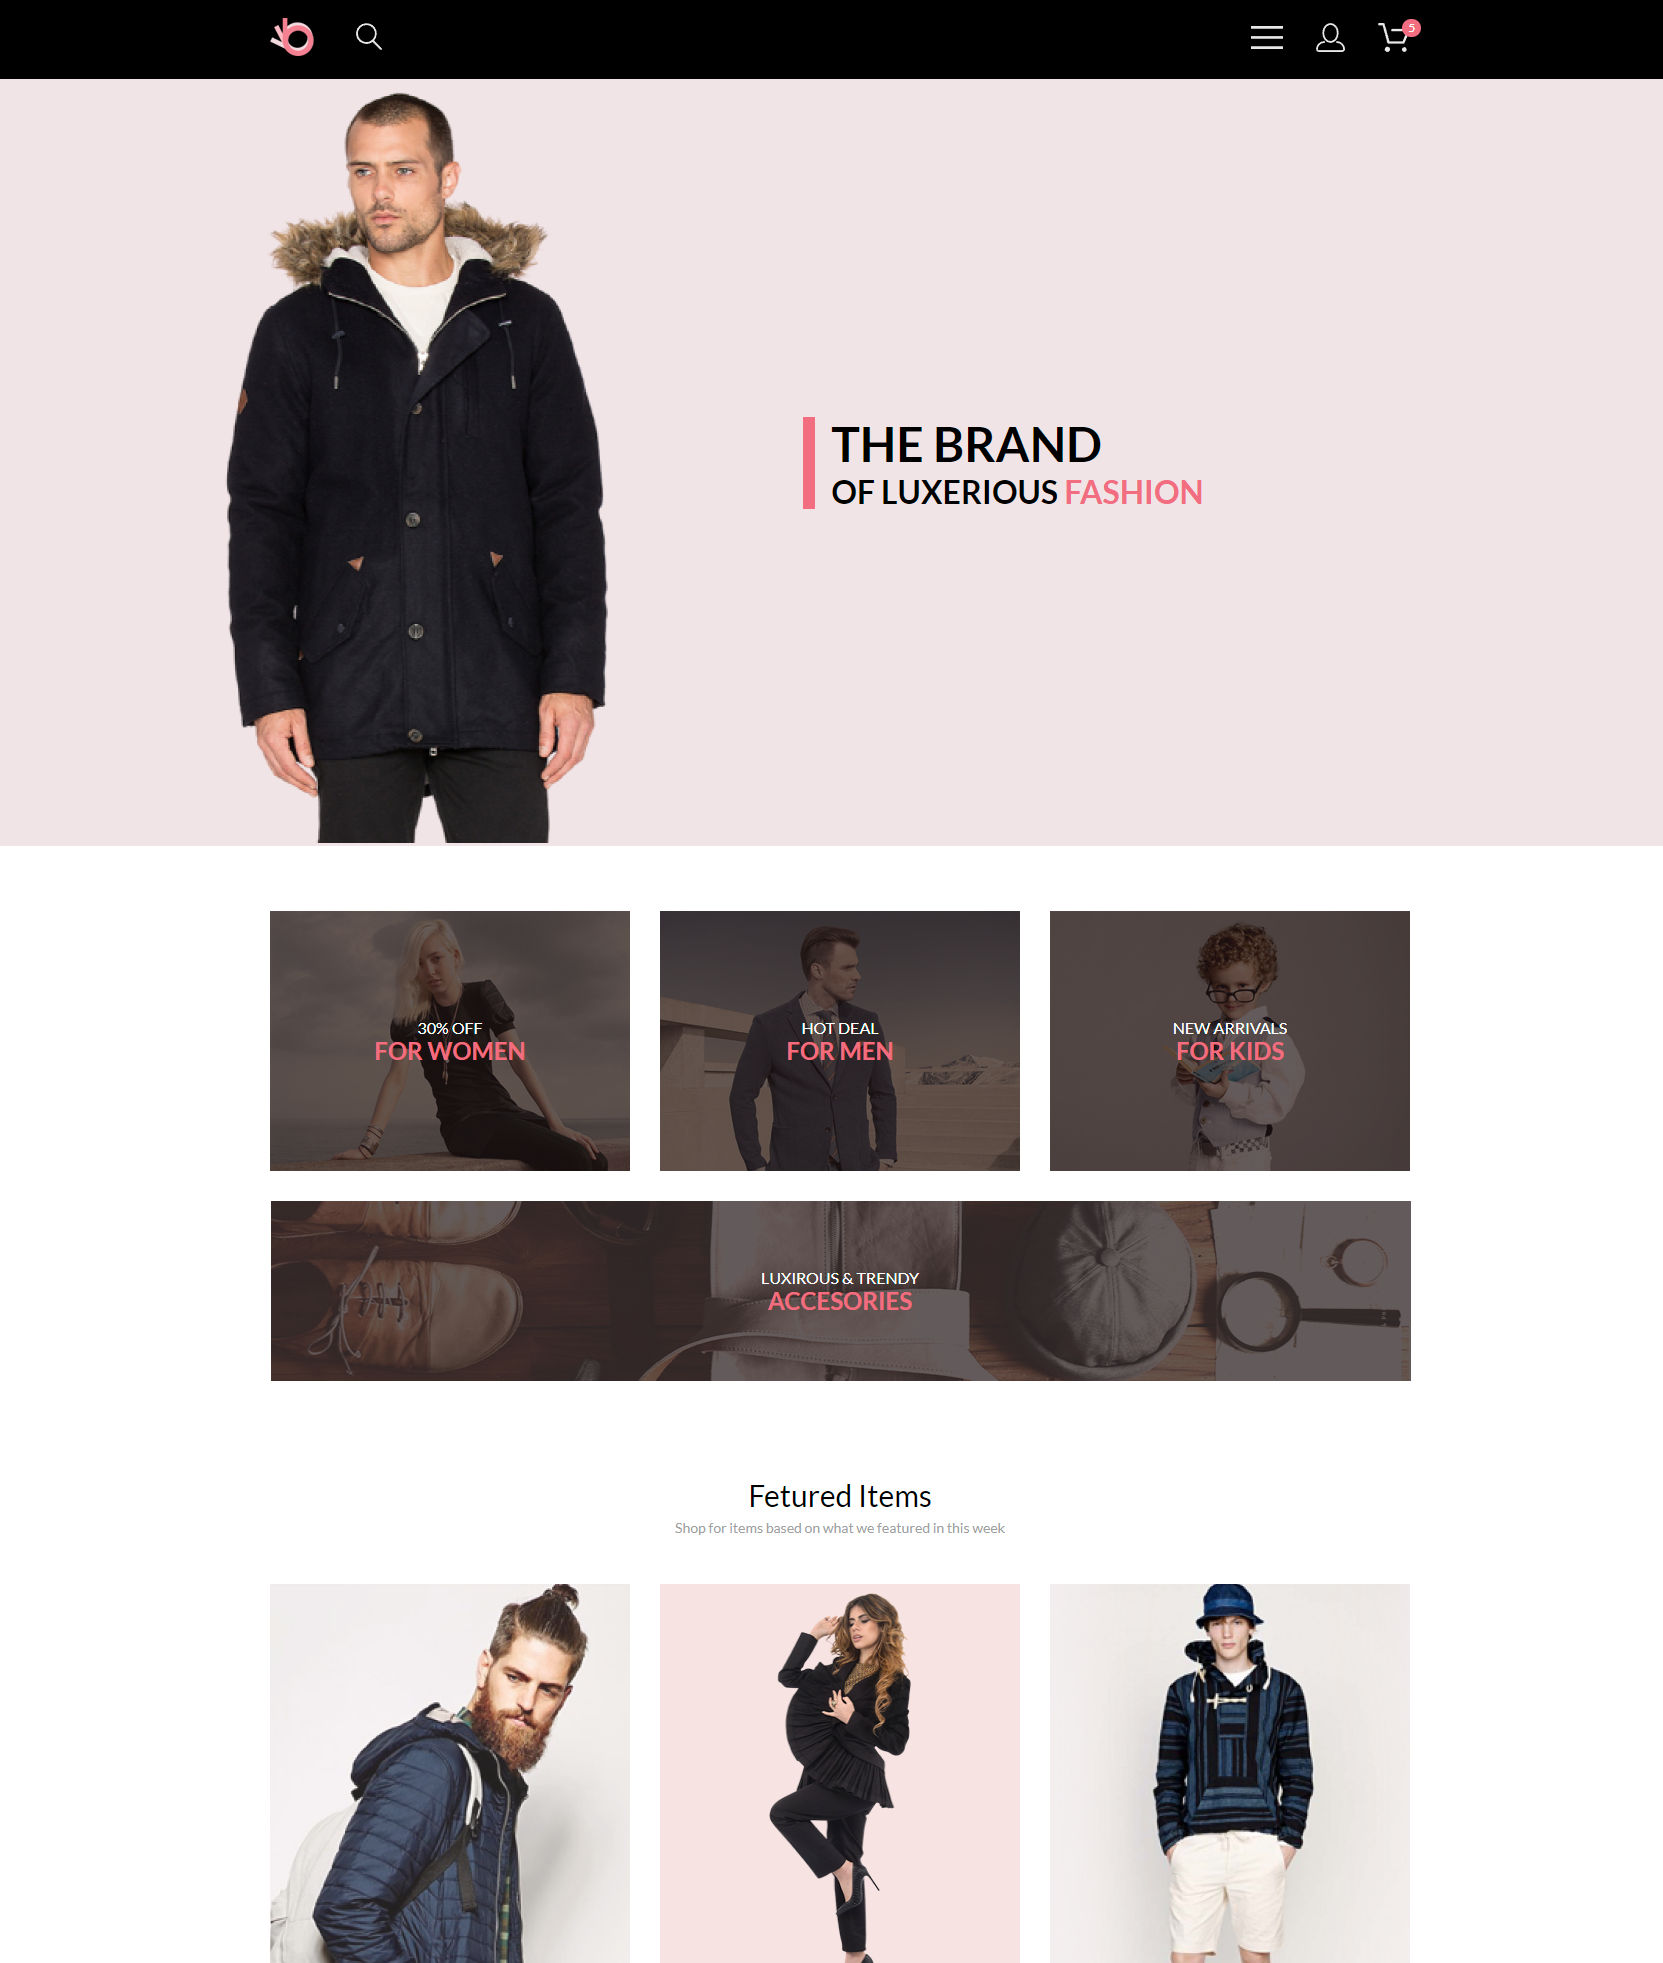 5
THE BRAND
OF LUXERIOUS FASHION
30% OFF
FOR WOMEN
HOT DEAL
FOR MEN
NEW ARRIVALS
FOR KIDS
LUXIROUS & TRENDY
ACCESORIES
Fetured Items
Shop for items based on what we featured in this week